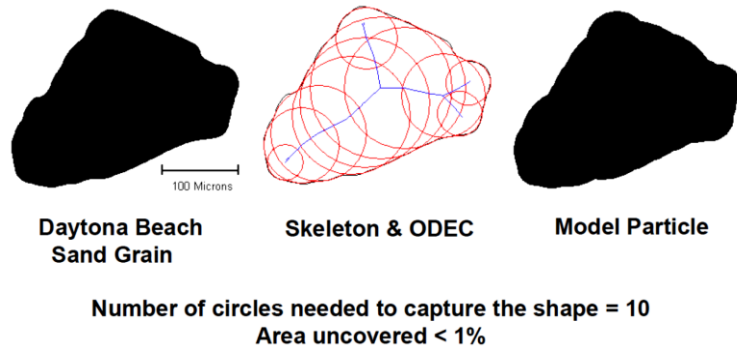 100 Microns
Daytona Beach
Sand Grain
Skeleton & ODEC
Model Particle
Number of circles needed to capture the shape = 10
Area uncovered < 1%